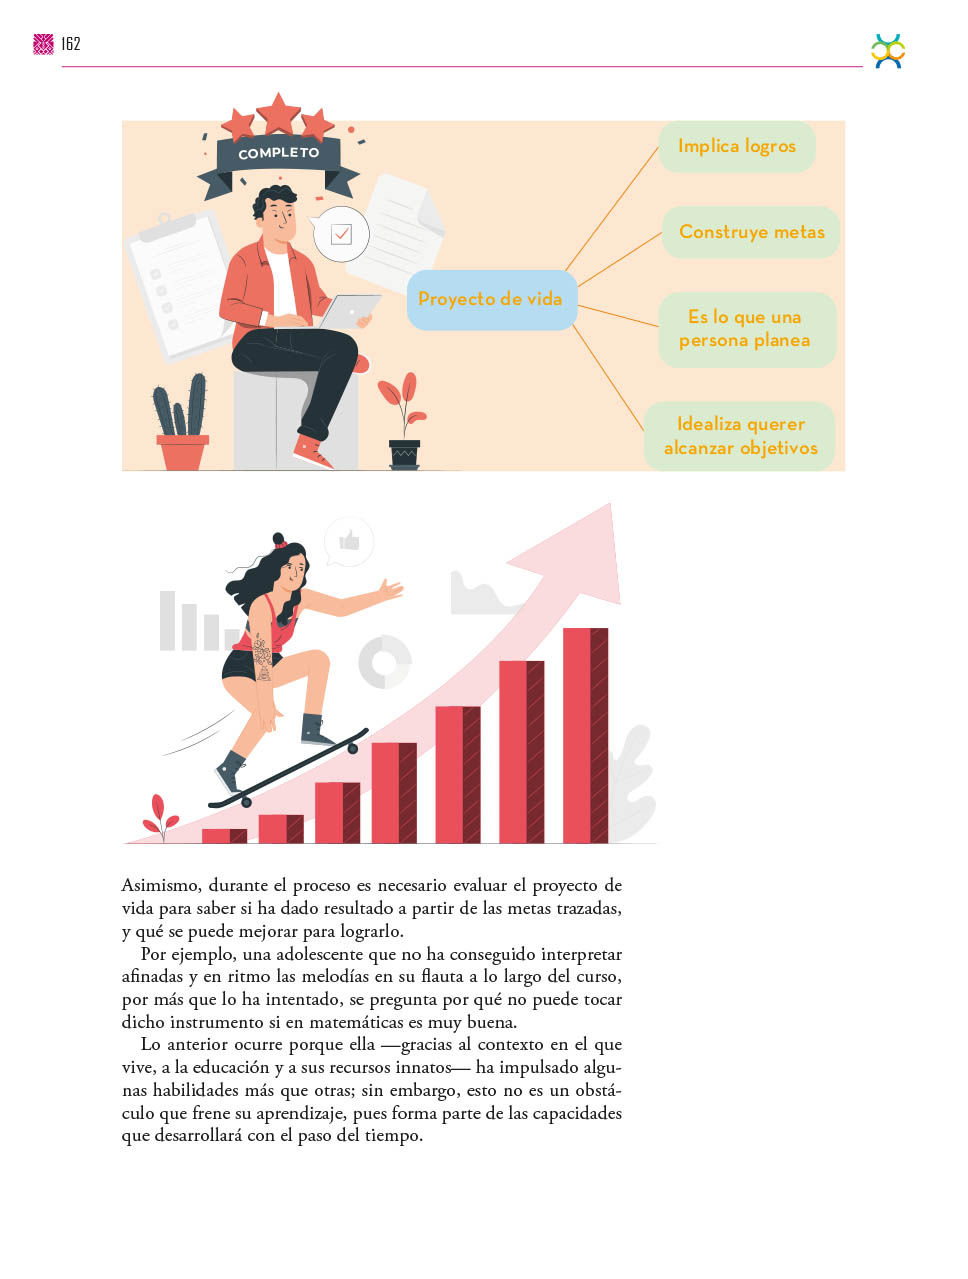 162
COMPLETO
Implica logros
Construye metas
Proyecto de vida
Es lo que una
persona planea
Idealiza querer
alcanzar objetivos
Asimismo, durante el proceso es necesario evaluar el proyecto de
vida para saber si ha dado resultado a partir de las metas trazadas,
y qué se puede mejorar para lograrlo.
Por ejemplo, una adolescente que no ha conseguido interpretar
afinadas y en ritmo las melodías en su flauta a lo largo del curso,
por más que lo ha intentado, se pregunta por qué no puede tocar
dicho instrumento si en matemáticas es muy buena.
Lo anterior ocurre porque ella —gracias al contexto en el que
vive, a la educación y a sus recursos innatos— ha impulsado algu-
nas habilidades más que otras; sin embargo, esto no es un obstá-
culo que frene su aprendizaje, pues forma parte de las capacidades
que desarrollará con el paso del tiempo.